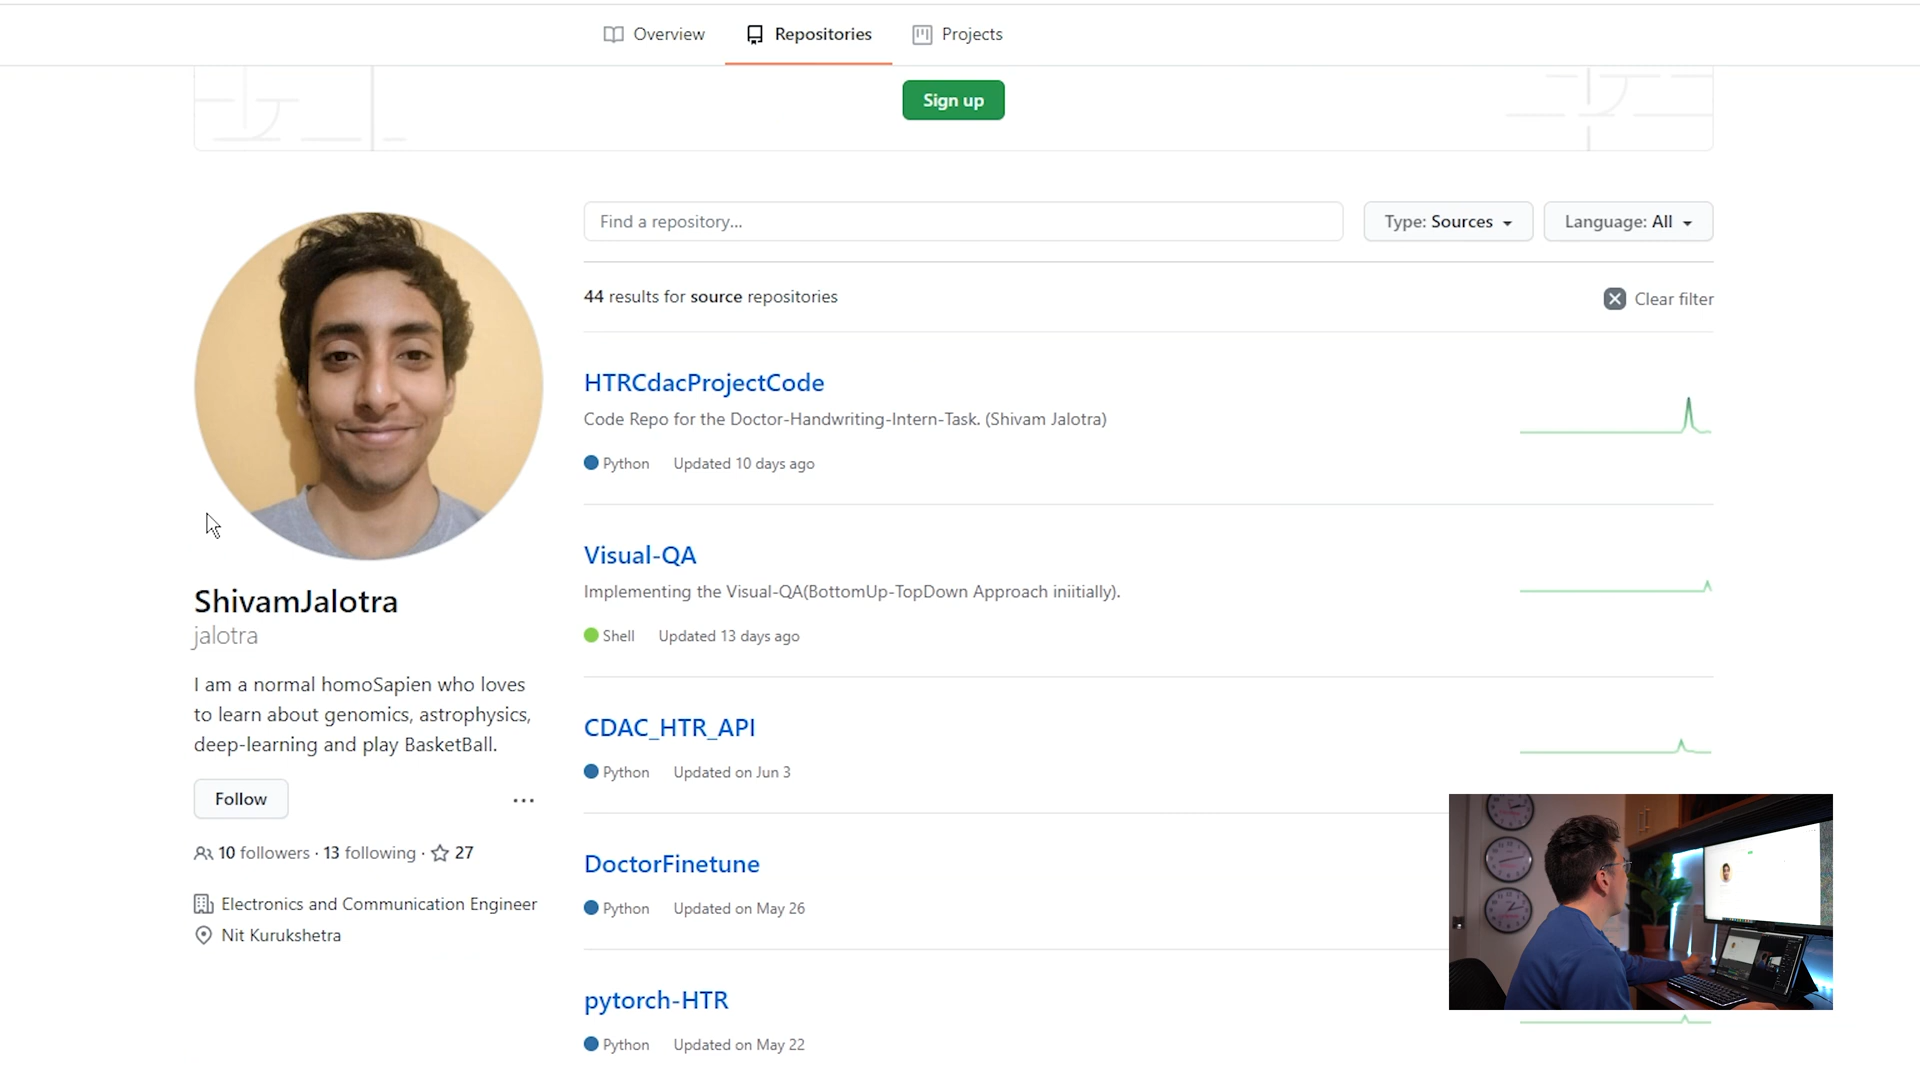 Overview Repositories Projects
Sign up
Find a repository... Type: Sources Language: All
44 results for source repositories Clear filter
HTRCdacProjectCode
Code Repo for the Doctor-Handwriting-Intern-Task. (Shivam Jalotra)
Python Updated 10 days ago
Visual-QA
Implementing the Visual-QA(BottomUp-TopDown Approach iniitially).
Shell Updated 13 days ago
CDAC_HTR_API
Python Updated on Jun 3
DoctorFinetune
Python Updated on May 26
pytorch-HTR
Python Updated on May 22
ShivamJalotra
jalotra
I am a normal homoSapien who loves
to learn about genomics, astrophysics,
deep-learning and play BasketBall.
Follow ...
10 followers · 13 following · 27
Electronics and Communication Engineer
Nit Kurukshetra